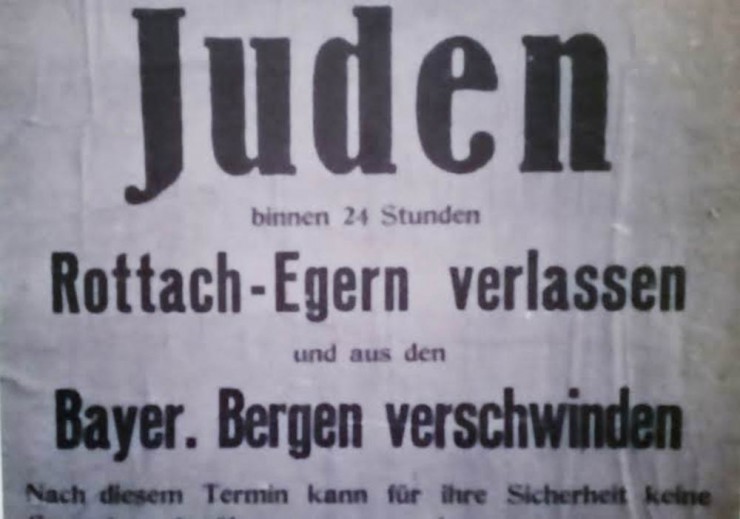 Juden
binnen 24 Stunden
Rottach-Egern verlassen
und aus den
Bayer. Bergen verschwinden
Nach diesem Termin kann für ihre Sicherheit keine